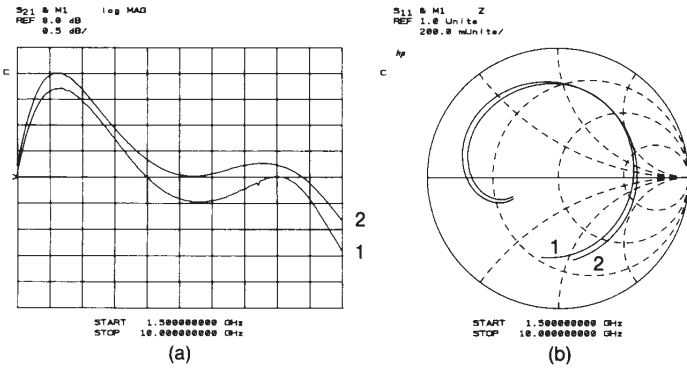 S21 & M1 log MAG
REF 8.0 dB
0.5 dB/
C
2
1
START 1.500000000 GHz
STOP 10.000000000 GHz
(a)
S11 & M1 Z
REF 1.0 Units
200.0 mUnits/
hp
C
1
2
START 1.500000000 GHz
STOP 10.000000000 GHz
(b)